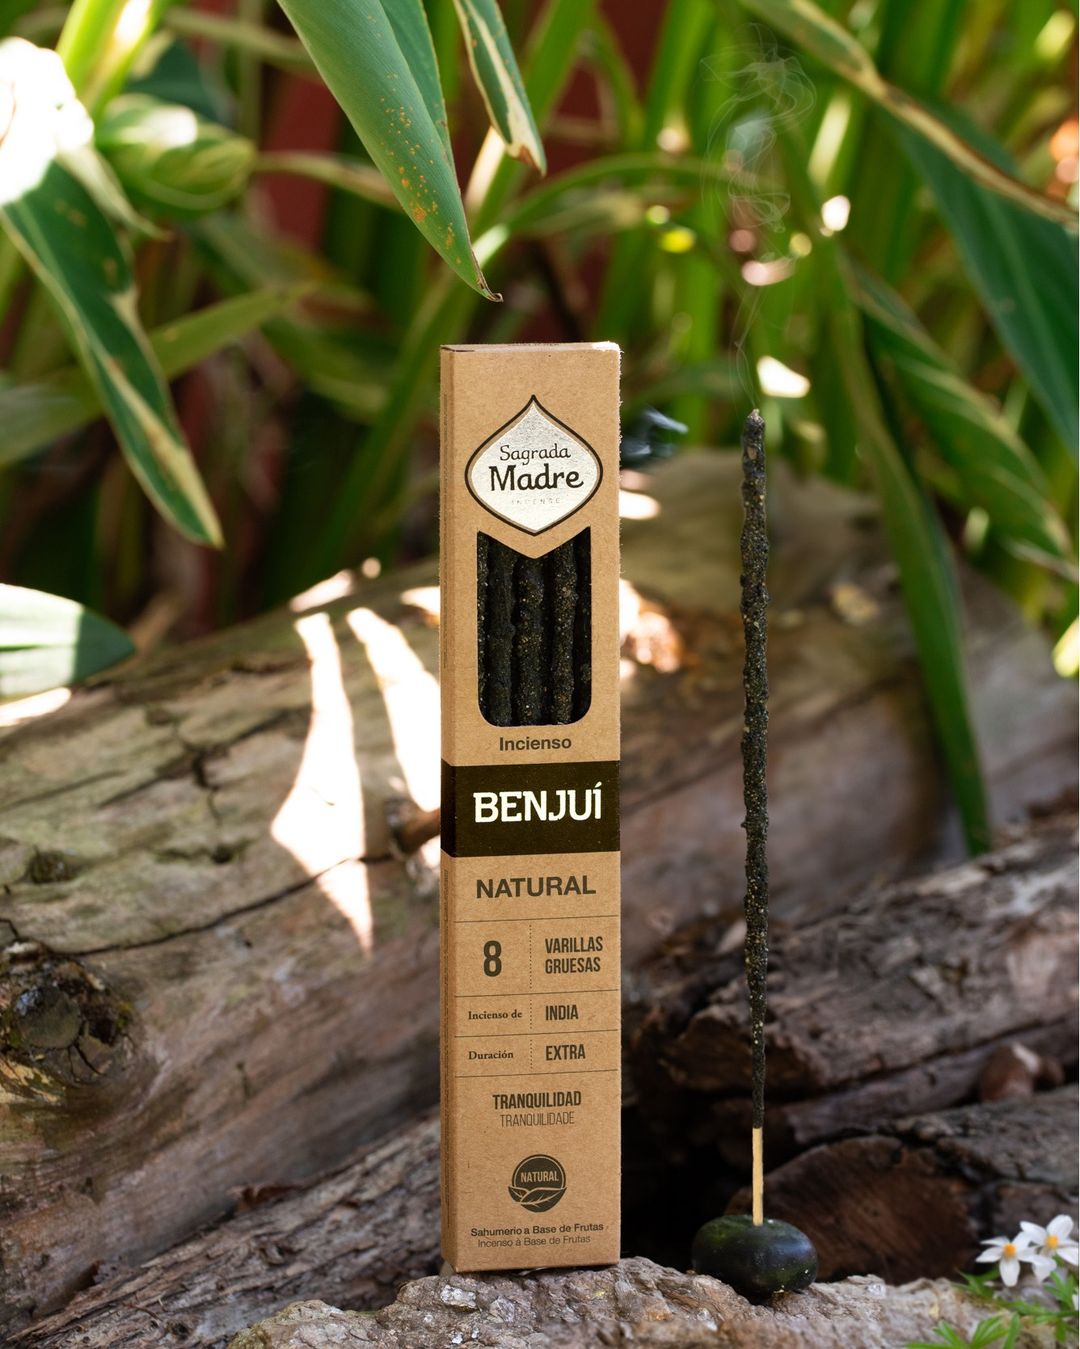 Sagrada
Madre
INCENSE
Incienso
BENJUÍ
NATURAL
8
VARILLAS
GRUESAS
Incienso de
INDIA
Duración
EXTRA
TRANQUILIDAD
TRANQUILIDADE
NATURAL
Sahumerio a Base de Frutas
Incenso à Base de Frutas